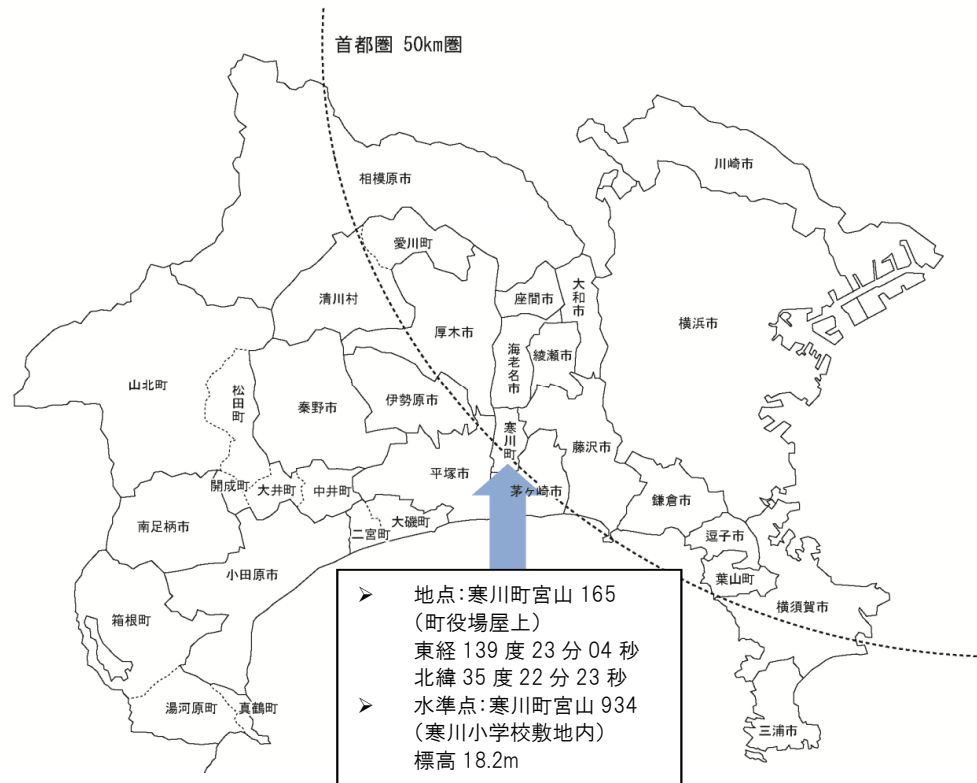 首都圏 50km圏
川崎市
相模原市
愛川町
清川村
座間市
大和市
横浜市
厚木市
海老名市
綾瀬市
山北町
松田町
秦野市
伊勢原市
寒川町
藤沢市
平塚市
開成町
大井町
中井町
茅ヶ崎市
鎌倉市
南足柄市
大磯町
二宮町
逗子市
小田原市
葉山町
横須賀市
箱根町
湯河原町
真鶴町
三浦市
➢ 地点:寒川町宮山 165
(町役場屋上)
東経 139 度 23 分 04 秒
北緯 35 度 22 分 23 秒
➢ 水準点:寒川町宮山 934
(寒川小学校敷地内)
標高 18.2m